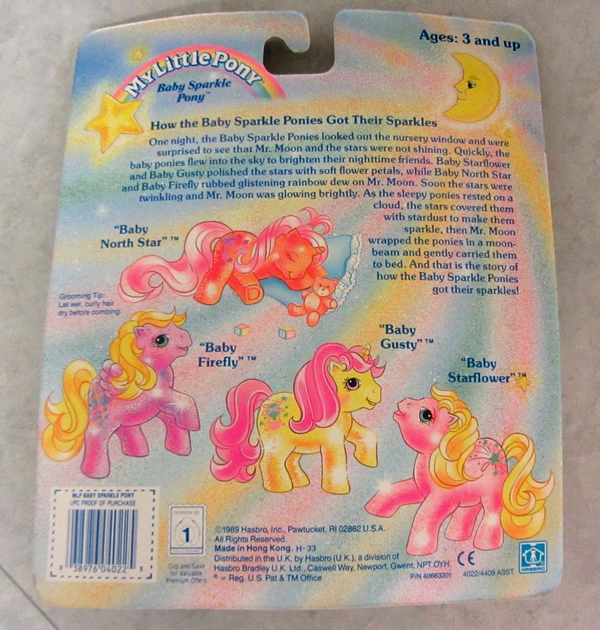 Ages: 3 and up
My Little Pony
Baby Sparkle
Pony™
How the Baby Sparkle Ponies Got Their Sparkles
One night, the Baby Sparkle Ponies looked out the nursery window and were
surprised to see that Mr. Moon and the stars were not shining. Quickly, the
baby ponies flew into the sky to brighten their nighttime friends. Baby Starflower
and Baby Gusty polished the stars with soft flower petals, while Baby North Star
and Baby Firefly rubbed glistening rainbow dew on Mr. Moon. Soon the stars were
twinkling and Mr. Moon was glowing brightly. As the sleepy ponies rested on a
cloud, the stars covered them
with stardust to make them
sparkle, then Mr. Moon
wrapped the ponies in a moon-
beam and gently carried them
to bed. And that is the story of
how the Baby Sparkle Ponies
got their sparkles!
"Baby
North Star"™
Grooming Tip:
Let wet, curly hair
dry before combing.
"Baby
Firefly"™
"Baby
Gusty"™
"Baby
Starflower"™
MLP BABY SPARKLE PONY
UPC PROOF OF PURCHASE
38976 04022
1
Clip and Save
for Valuable
Premium Offers
©1989 Hasbro, Inc., Pawtucket, RI 02862 U.S.A.
All Rights Reserved.
Made in Hong Kong. H-33
Distributed in the U.K. by Hasbro (U.K.), a division of
Hasbro Bradley U.K. Ltd., Caswell Way, Newport, Gwent, NPT OYH.
® = Reg. U.S. Pat & TM Office
CE
P/N 40663201
4022/4409 ASST.